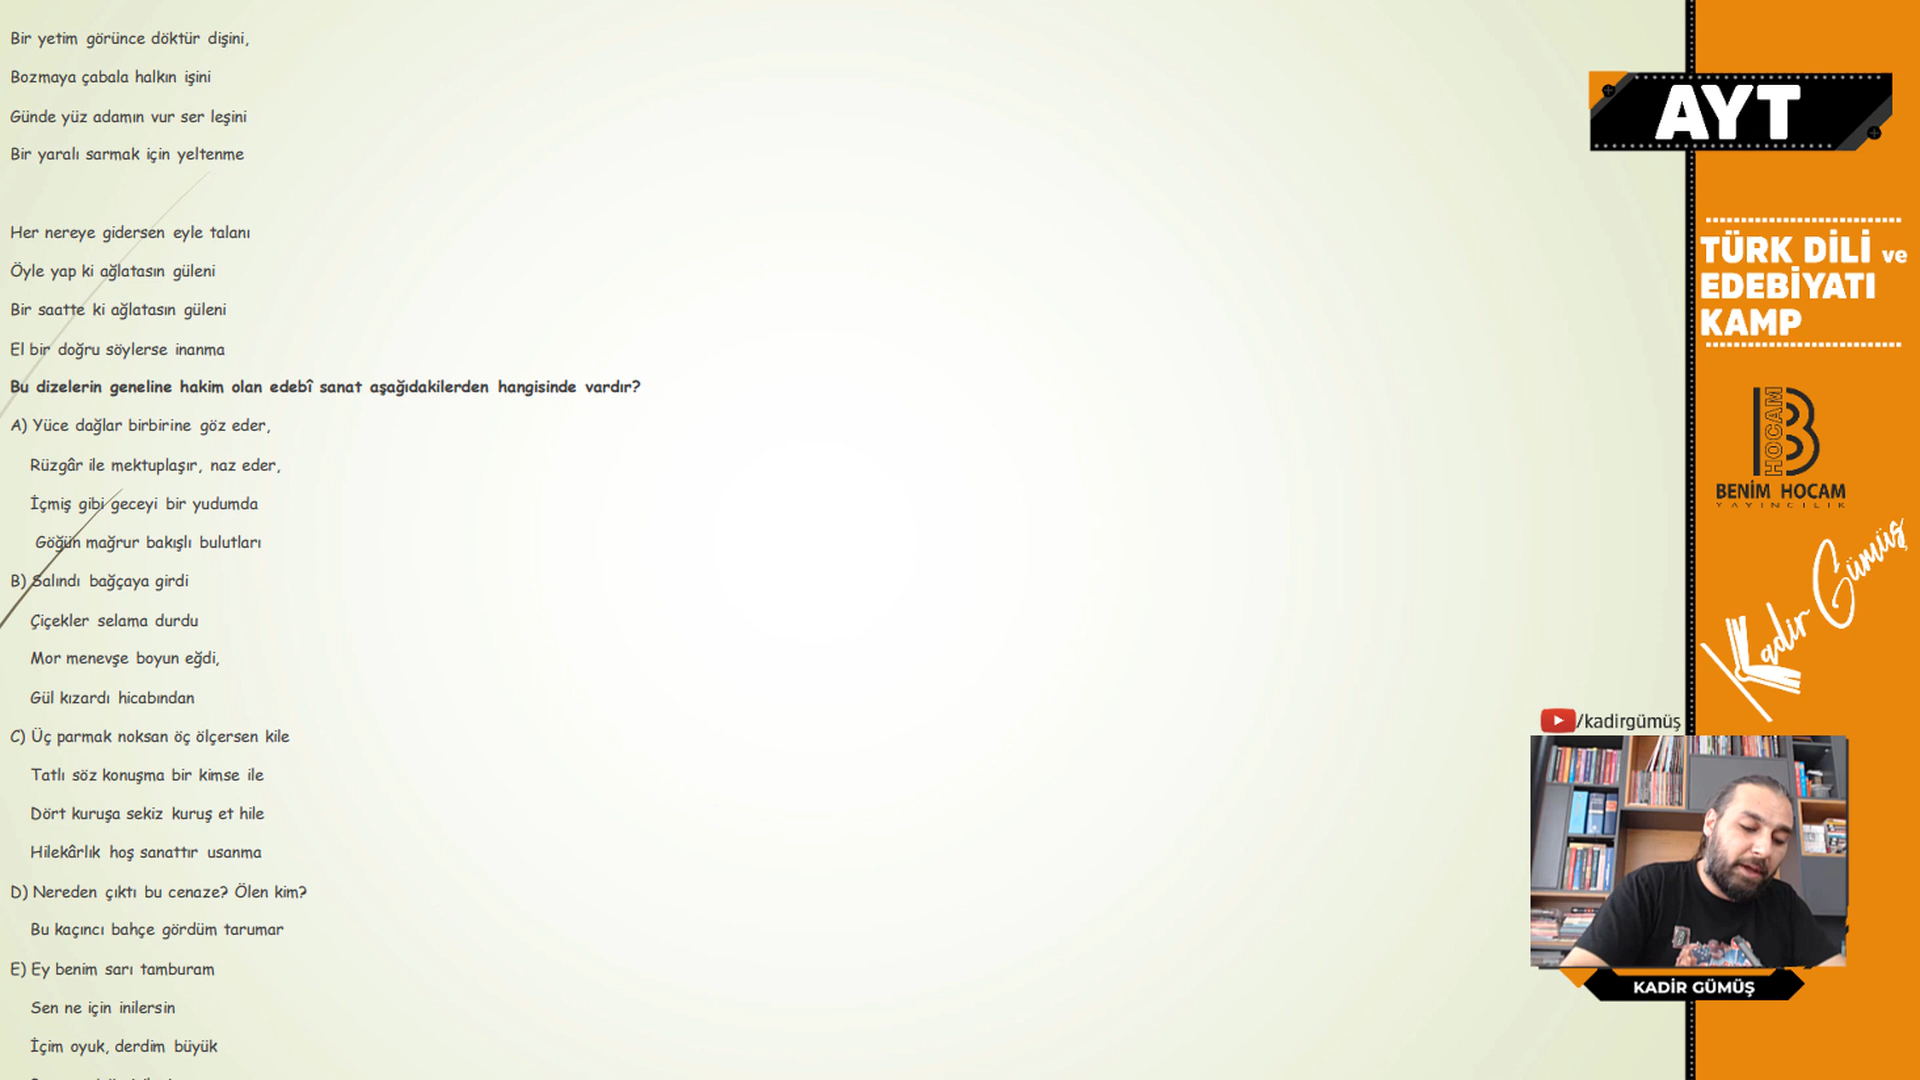 Bir yetim görünce döktür dişini,
Bozmaya çabala halkın işini
Günde yüz adamın vur ser leşini
Bir yaralı sarmak için yeltenme
Her nereye gidersen eyle talanı
Öyle yap ki ağlatasın güleni
Bir saatte ki ağlatasın güleni
El bir doğru söylerse inanma
Bu dizelerin geneline hakim olan edebî sanat aşağıdakilerden hangisinde vardır?
A) Yüce dağlar birbirine göz eder,
Rüzgâr ile mektuplaşır, naz eder,
İçmiş gibi geceyi bir yudumda
Göğün mağrur bakışlı bulutları
B) Salındı bağçaya girdi
Çiçekler selama durdu
Mor menevşe boyun eğdi,
Gül kızardı hicabından
C) Üç parmak noksan öç ölçersen kile
Tatlı söz konuşma bir kimse ile
Dört kuruşa sekiz kuruş et hile
Hilekârlık hoş sanattır usanma
D) Nereden çıktı bu cenaze? Ölen kim?
Bu kaçıncı bahçe gördüm tarumar
E) Ey benim sarı tamburam
Sen ne için inilersin
İçim oyuk, derdim büyük
AYT
TÜRK DİLİ ve
EDEBİYATI
KAMP
HOCAM
B
BENİM HOCAM
YAYINCILIK
Kadir Gümüş
/kadirgümüş
KADİR GÜMÜŞ